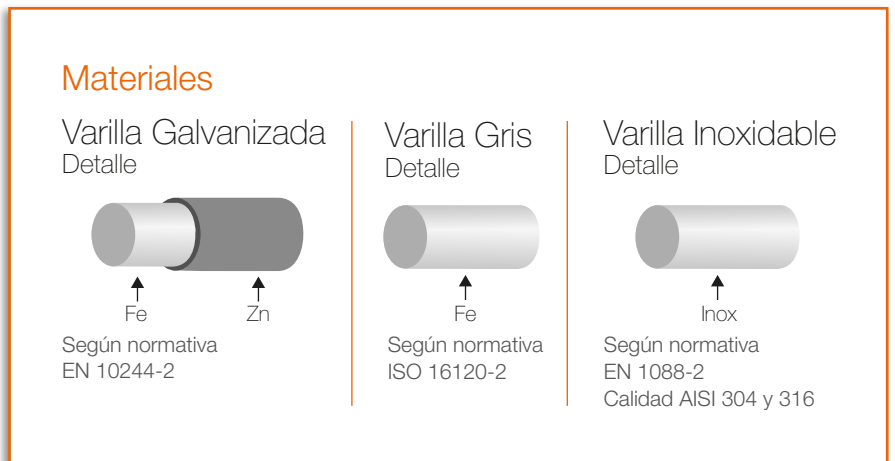 Materiales
Varilla Galvanizada
Detalle
Fe
Zn
Según normativa
EN 10244-2
Varilla Gris
Detalle
Fe
Según normativa
ISO 16120-2
Varilla Inoxidable
Detalle
Inox
Según normativa
EN 1088-2
Calidad AISI 304 y 316